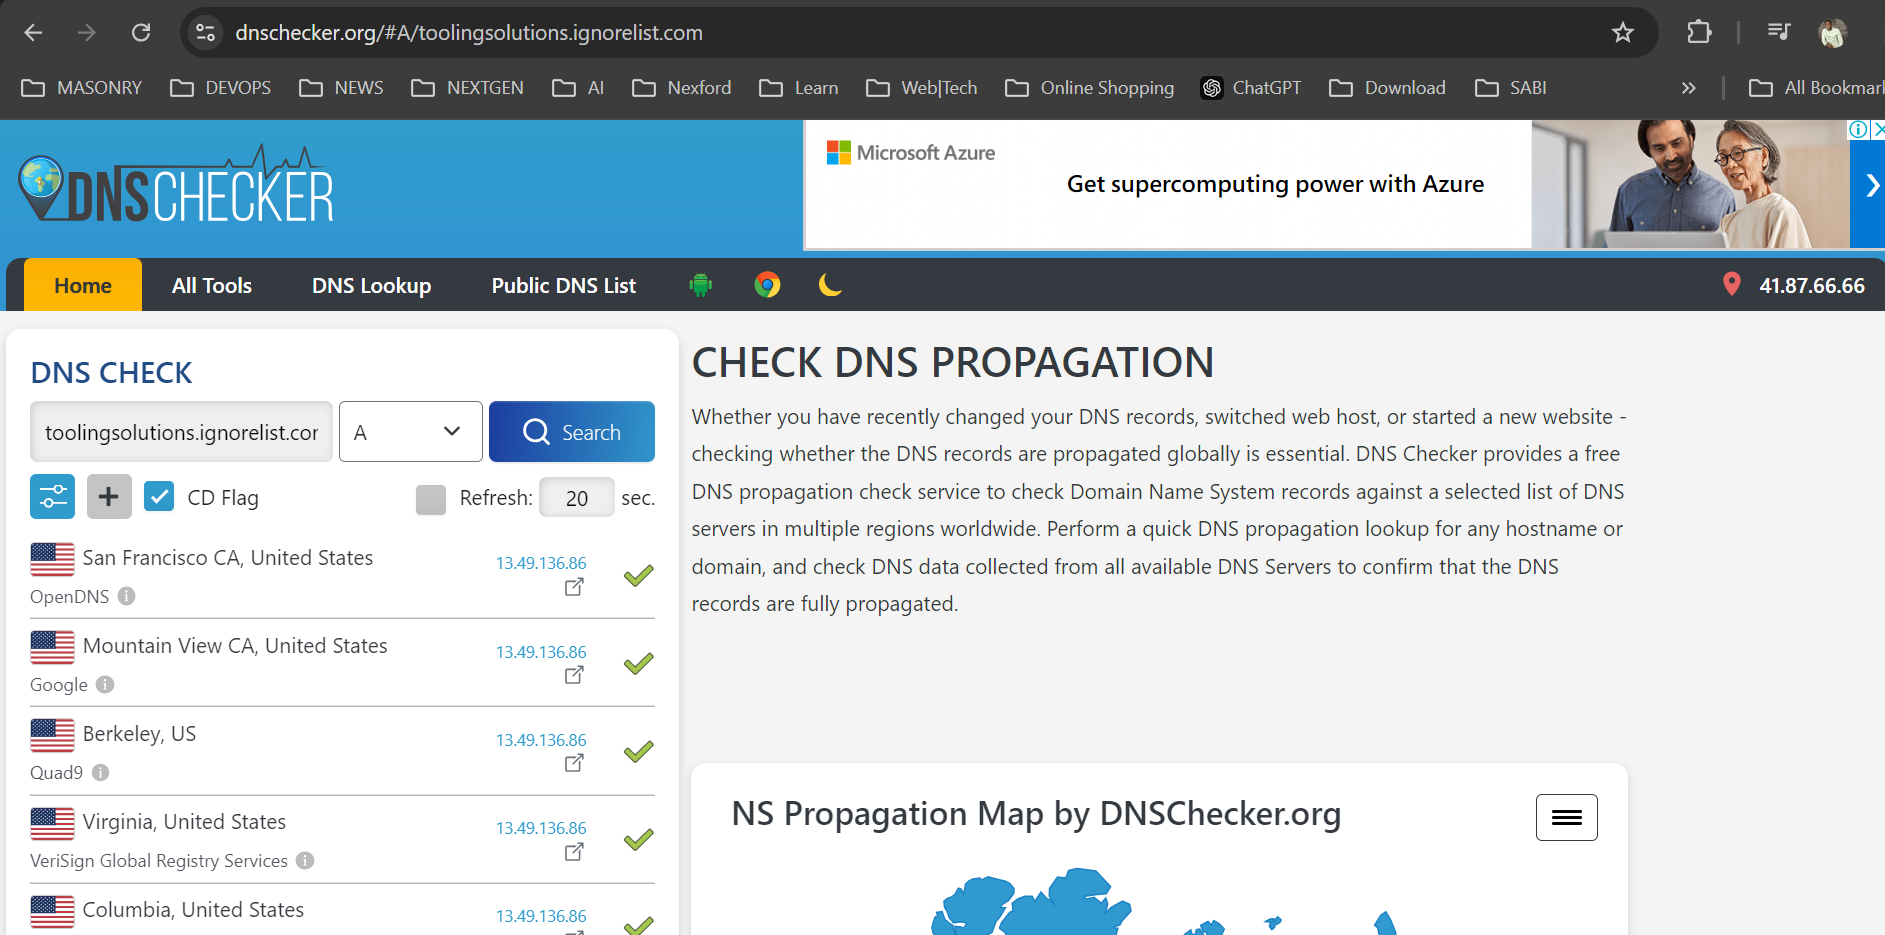 dnschecker.org/#A/toolingsolutions.ignorelist.com
MASONRY
DEVOPS
NEWS
NEXTGEN
AI
Nexford
Learn
Web|Tech
Online Shopping
ChatGPT
Download
SABI
»
All Bookmark
DNSCHECKER
Microsoft Azure
Get supercomputing power with Azure
Home
All Tools
DNS Lookup
Public DNS List
41.87.66.66
DNS CHECK
toolingsolutions.ignorelist.cor
A
Search
CD Flag
Refresh:
20
sec.
San Francisco CA, United States
13.49.136.86
OpenDNS
Mountain View CA, United States
13.49.136.86
Google
Berkeley, US
13.49.136.86
Quad9
Virginia, United States
13.49.136.86
VeriSign Global Registry Services
Columbia, United States
13.49.136.86
CHECK DNS PROPAGATION
Whether you have recently changed your DNS records, switched web host, or started a new website -
checking whether the DNS records are propagated globally is essential. DNS Checker provides a free
DNS propagation check service to check Domain Name System records against a selected list of DNS
servers in multiple regions worldwide. Perform a quick DNS propagation lookup for any hostname or
domain, and check DNS data collected from all available DNS Servers to confirm that the DNS
records are fully propagated.
NS Propagation Map by DNSChecker.org